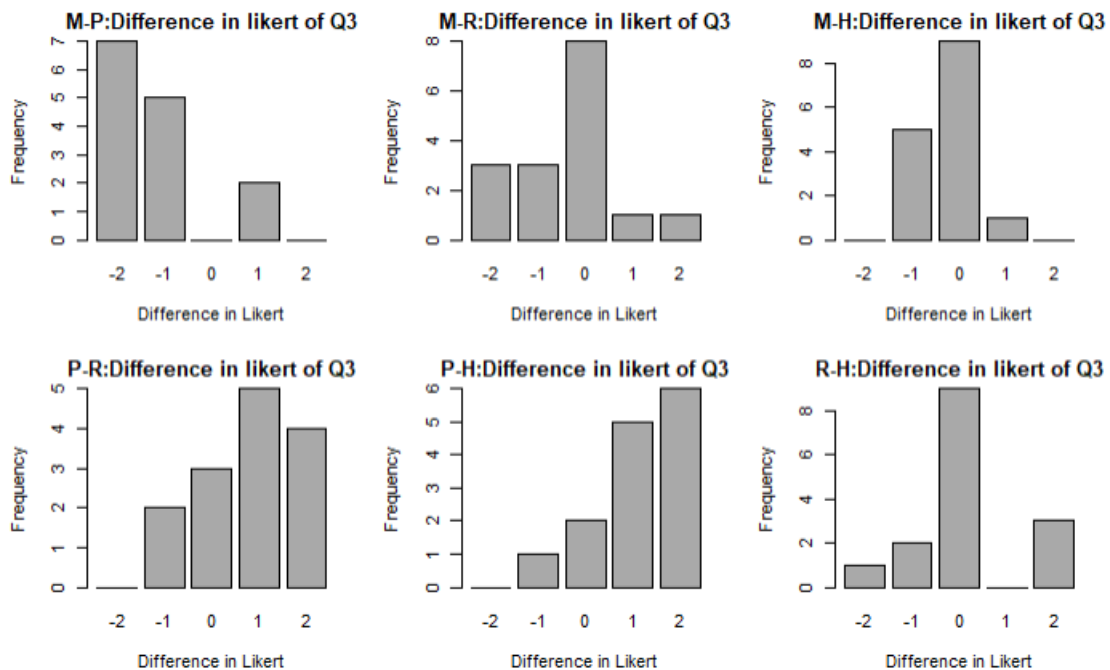 M-P:Difference in likert of Q3
Frequency
0 1 2 3 4 5 6 7
-2 -1 0 1 2
Difference in Likert
M-R:Difference in likert of Q3
Frequency
0 2 4 6 8
-2 -1 0 1 2
Difference in Likert
M-H:Difference in likert of Q3
Frequency
0 2 4 6 8
-2 -1 0 1 2
Difference in Likert
P-R:Difference in likert of Q3
Frequency
0 1 2 3 4 5
-2 -1 0 1 2
Difference in Likert
P-H:Difference in likert of Q3
Frequency
0 1 2 3 4 5 6
-2 -1 0 1 2
Difference in Likert
R-H:Difference in likert of Q3
Frequency
0 2 4 6 8
-2 -1 0 1 2
Difference in Likert